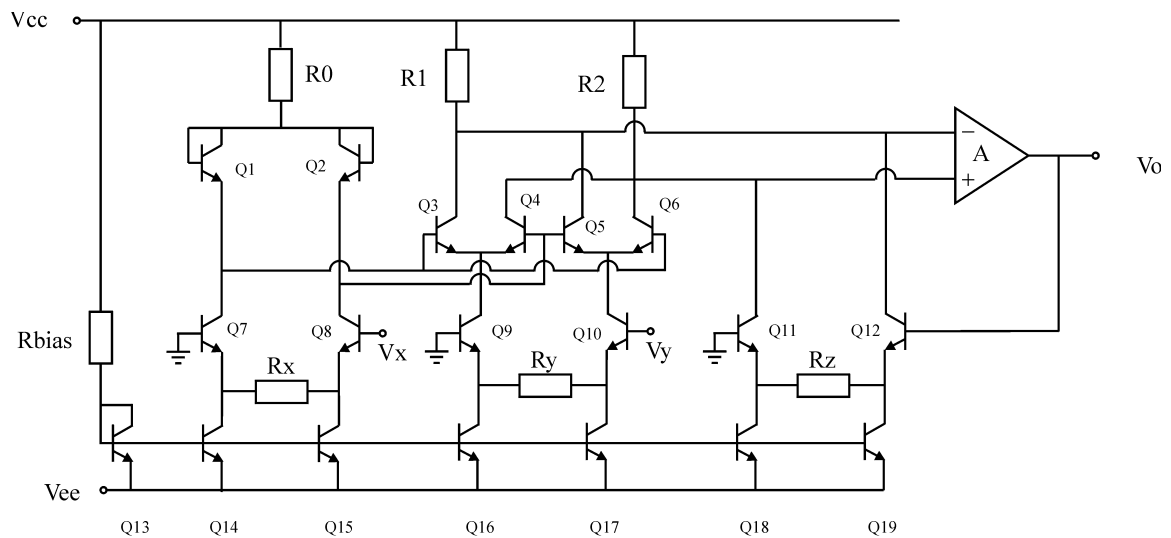 Vcc
R0
R1
R2
Q1
Q2
Q3
Q4
Q5
Q6
A
−
+
Vo
Rbias
Q7
Q8
Vx
Q9
Q10
Vy
Q11
Q12
Rx
Ry
Rz
Vee
Q13
Q14
Q15
Q16
Q17
Q18
Q19